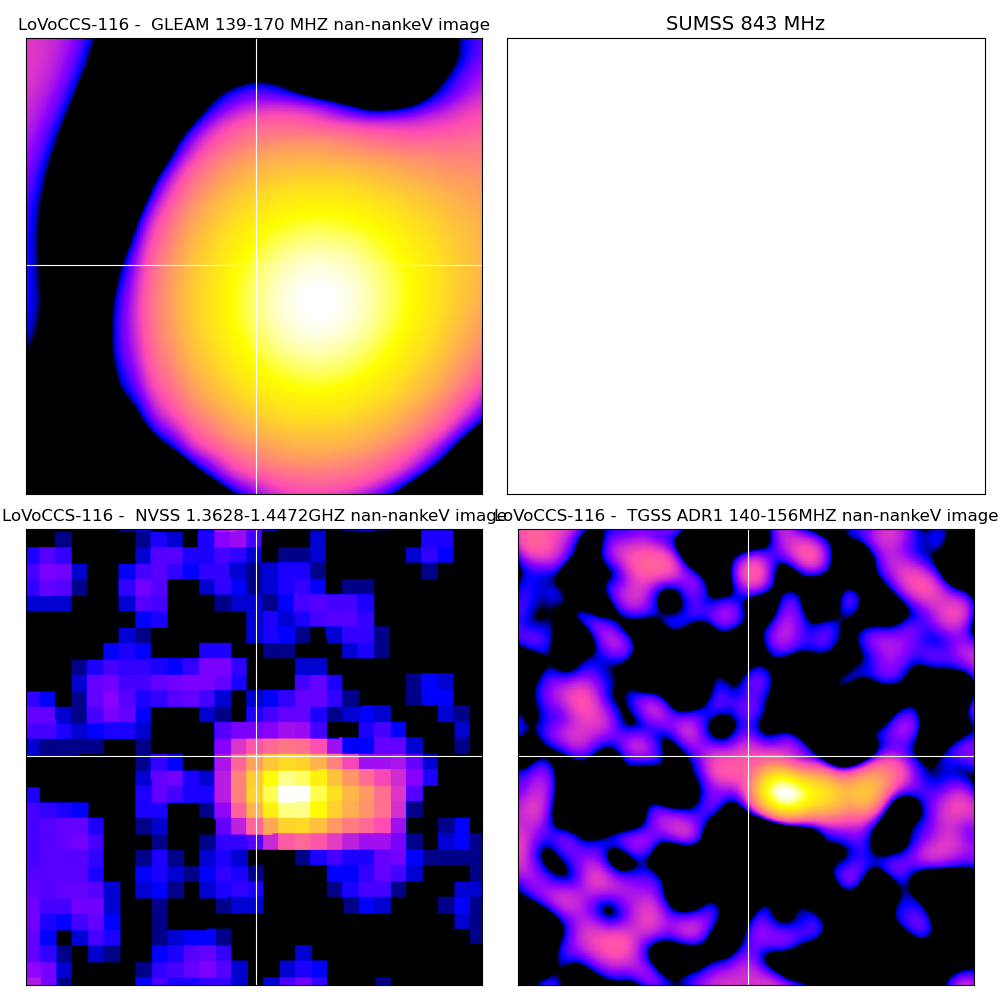 LoVoCCS-116 -  GLEAM 139-170 MHZ nan-nankeV image
SUMSS 843 MHz
LoVoCCS-116 -  NVSS 1.3628-1.4472GHZ nan-nankeV image
LoVoCCS-116 -  TGSS ADR1 140-156MHZ nan-nankeV image